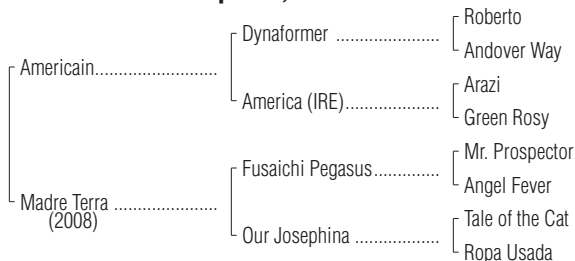 Roberto
Dynaformer ......................
Andover Way
Americain..........................
Arazi
America (IRE)....................
Green Rosy
Mr. Prospector
Fusaichi Pegasus..............
Angel Fever
Madre Terra ......................
(2008)
Tale of the Cat
Our Josephina ..................
Ropa Usada